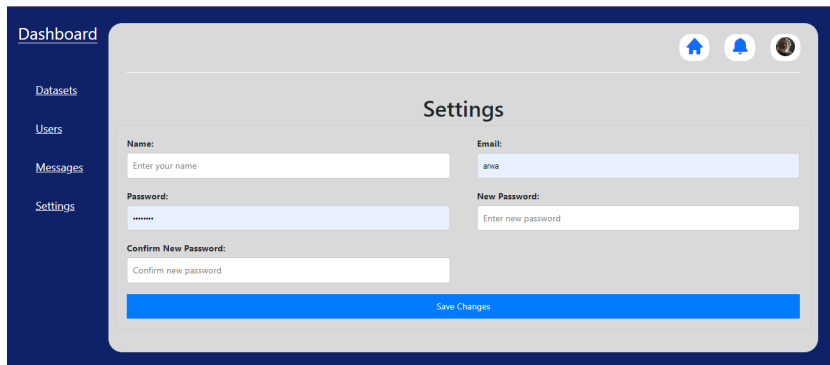 Dashboard
Datasets
Users
Messages
Settings
Settings
Name:
Enter your name
Email:
arwa
Password:
••••••••
New Password:
Enter new password
Confirm New Password:
Confirm new password
Save Changes